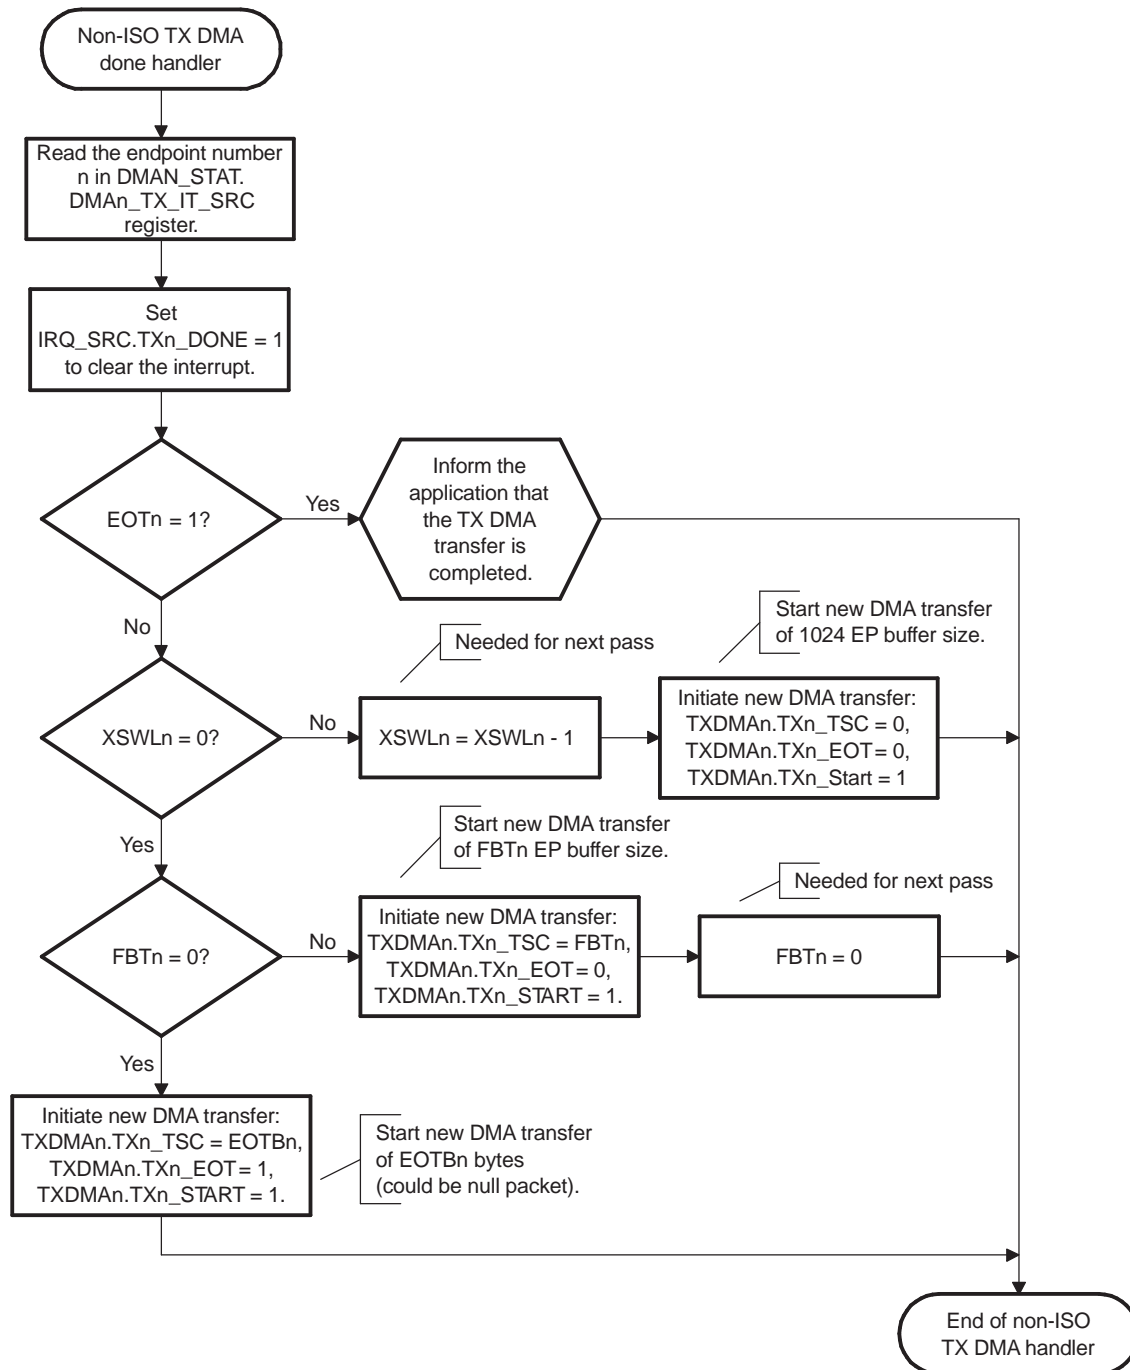 Non-ISO TX DMA
done handler
Read the endpoint number
n in DMAN_STAT.
DMAn_TX_IT_SRC
register.
Set
IRQ_SRC.TXn_DONE = 1
to clear the interrupt.
EOTn = 1?
Yes
Inform the
application that
the TX DMA
transfer is
completed.
No
Needed for next pass
Start new DMA transfer
of 1024 EP buffer size.
XSWLn = 0?
No
XSWLn = XSWLn - 1
Initiate new DMA transfer:
TXDMAn.TXn_TSC = 0,
TXDMAn.TXn_EOT = 0,
TXDMAn.TXn_Start = 1
Yes
Start new DMA transfer
of FBTn EP buffer size.
Needed for next pass
FBTn = 0?
No
Initiate new DMA transfer:
TXDMAn.TXn_TSC = FBTn,
TXDMAn.TXn_EOT = 0,
TXDMAn.TXn_START = 1.
FBTn = 0
Yes
Initiate new DMA transfer:
TXDMAn.TXn_TSC = EOTBn,
TXDMAn.TXn_EOT = 1,
TXDMAn.TXn_START = 1.
Start new DMA transfer
of EOTBn bytes
(could be null packet).
End of non-ISO
TX DMA handler